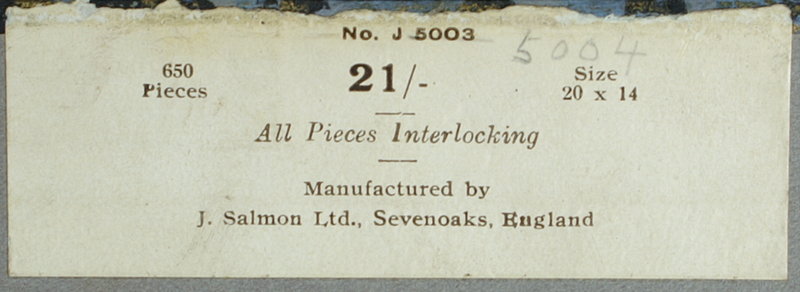 No. J 5003
5004
650
Pieces
21/-
Size
20 x 14
All Pieces Interlocking
Manufactured by
J. Salmon Ltd., Sevenoaks, England